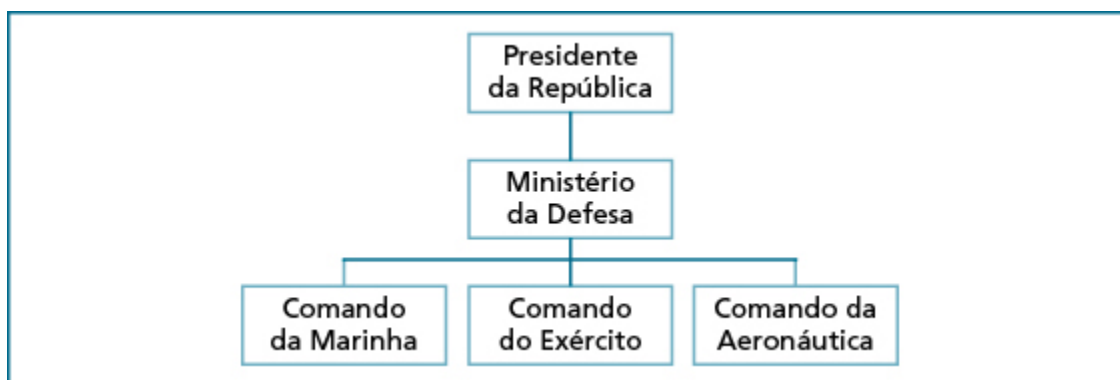 Presidente
da República
Ministério
da Defesa
Comando
da Marinha
Comando
do Exército
Comando da
Aeronáutica